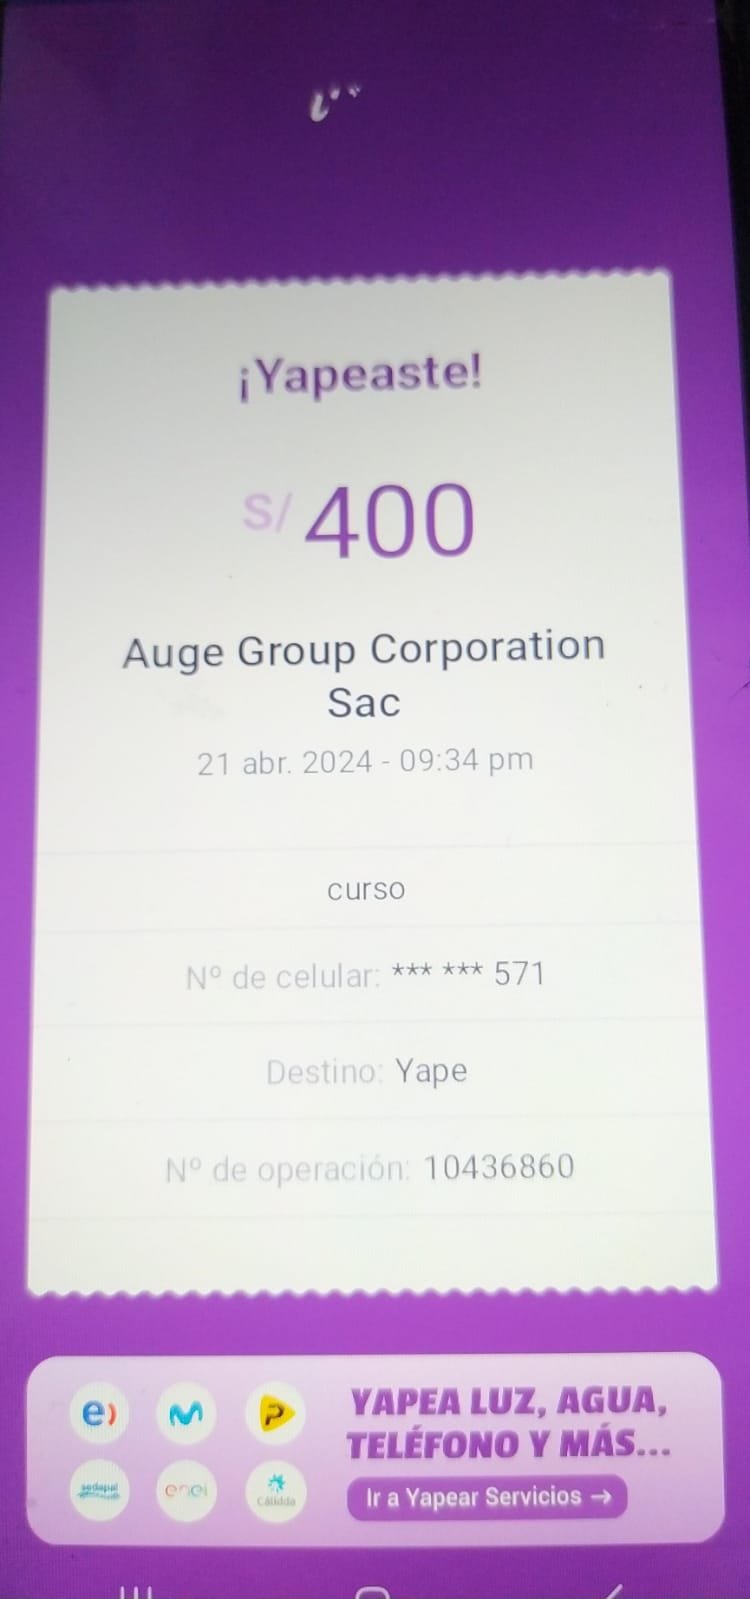 ¡Yapeaste!
S/ 400
Auge Group Corporation
Sac
21 abr. 2024 - 09:34 pm
curso
Nº de celular: *** *** 571
Destino: Yape
Nº de operación: 10436860
e)
P
YAPEA LUZ, AGUA,
TELÉFONO Y MÁS...
sedapal
enel
Cálidda
Ir a Yapear Servicios →